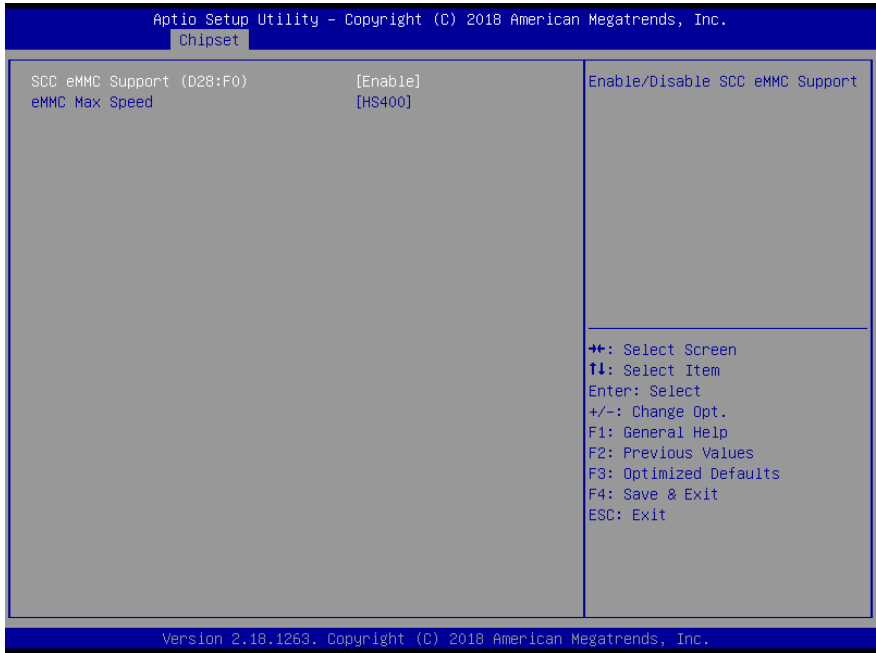 Aptio Setup Utility – Copyright (C) 2018 American Megatrends, Inc.
Chipset
SCC eMMC Support (D28:F0) [Enable]
eMMC Max Speed [HS400]
Enable/Disable SCC eMMC Support
→←: Select Screen
↑↓: Select Item
Enter: Select
+/-: Change Opt.
F1: General Help
F2: Previous Values
F3: Optimized Defaults
F4: Save & Exit
ESC: Exit
Version 2.18.1263. Copyright (C) 2018 American Megatrends, Inc.